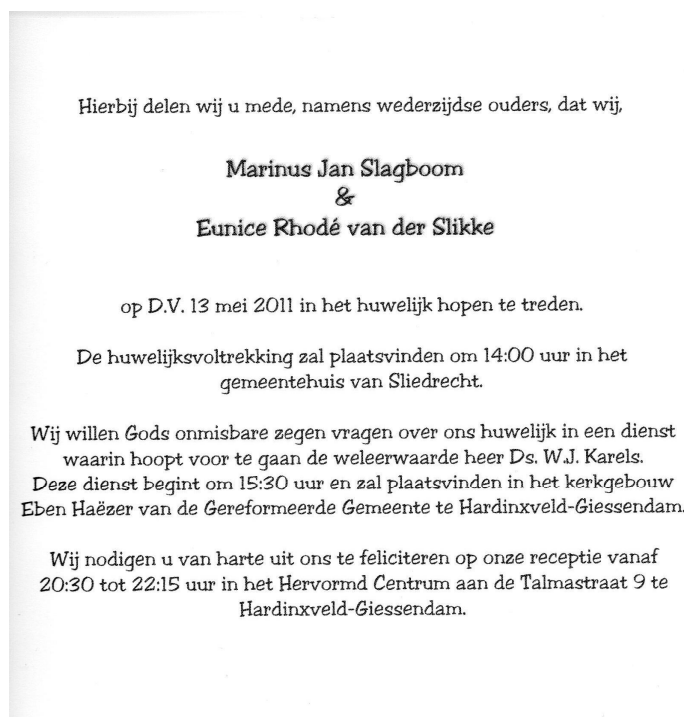 Hierbij delen wij u mede, namens wederzijdse ouders, dat wij,
Marinus Jan Slagboom
&
Eunice Rhodé van der Slikke
op D.V. 13 mei 2011 in het huwelijk hopen te treden.
De huwelijksvoltrekking zal plaatsvinden om 14:00 uur in het
gemeentehuis van Sliedrecht.
Wij willen Gods onmisbare zegen vragen over ons huwelijk in een dienst
waarin hoopt voor te gaan de weleerwaarde heer Ds. W.J. Karels.
Deze dienst begint om 15:30 uur en zal plaatsvinden in het kerkgebouw
Eben Haëzer van de Gereformeerde Gemeente te Hardinxveld-Giessendam.
Wij nodigen u van harte uit ons te feliciteren op onze receptie vanaf
20:30 tot 22:15 uur in het Hervormd Centrum aan de Talmastraat 9 te
Hardinxveld-Giessendam.